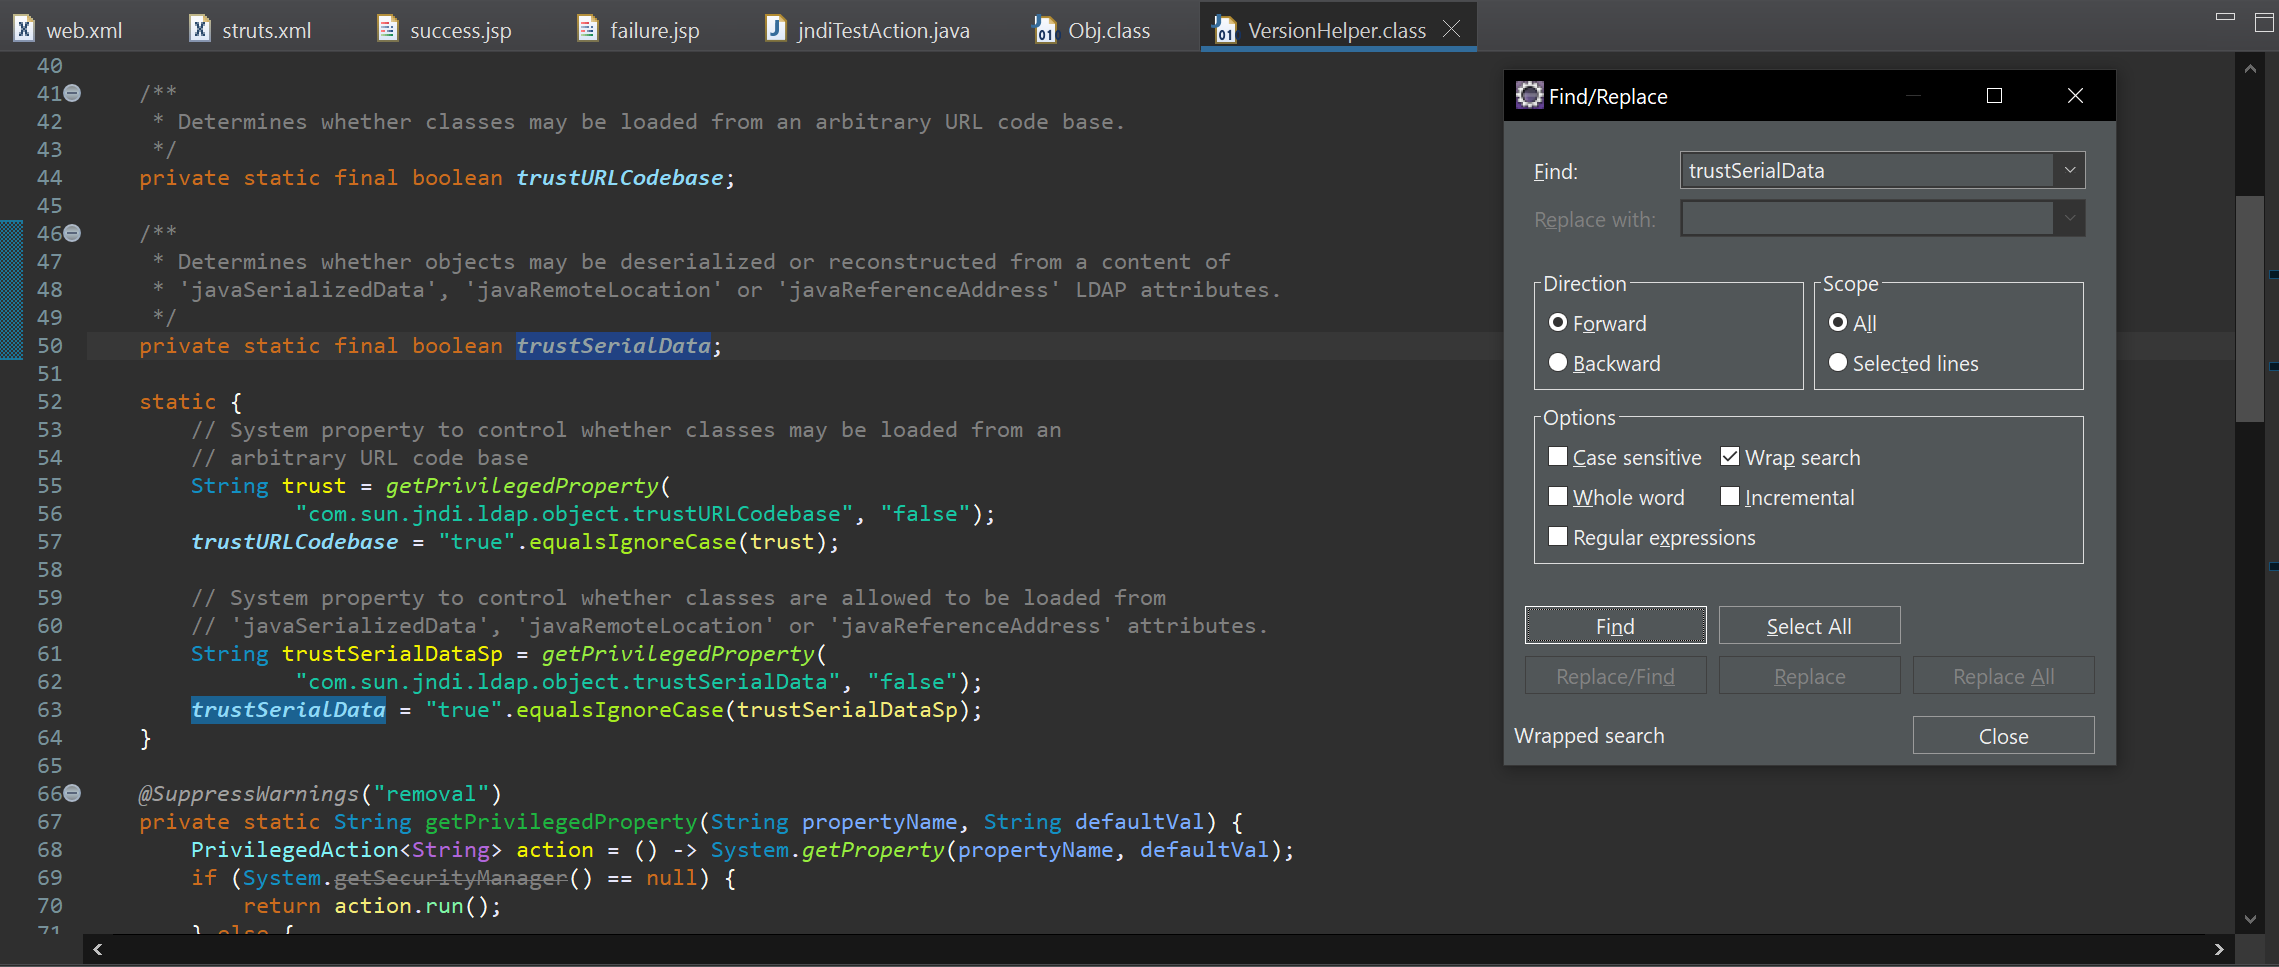 web.xml
struts.xml
success.jsp
failure.jsp
jndiTestAction.java
Obj.class
VersionHelper.class
40
41 /**
42 * Determines whether classes may be loaded from an arbitrary URL code base.
43 */
44 private static final boolean trustURLCodebase;
45
46 /**
47 * Determines whether objects may be deserialized or reconstructed from a content of
48 * 'javaSerializedData', 'javaRemoteLocation' or 'javaReferenceAddress' LDAP attributes.
49 */
50 private static final boolean trustSerialData;
51
52 static {
53 // System property to control whether classes may be loaded from an
54 // arbitrary URL code base
55 String trust = getPrivilegedProperty(
56 "com.sun.jndi.ldap.object.trustURLCodebase", "false");
57 trustURLCodebase = "true".equalsIgnoreCase(trust);
58
59 // System property to control whether classes are allowed to be loaded from
60 // 'javaSerializedData', 'javaRemoteLocation' or 'javaReferenceAddress' attributes.
61 String trustSerialDataSp = getPrivilegedProperty(
62 "com.sun.jndi.ldap.object.trustSerialData", "false");
63 trustSerialData = "true".equalsIgnoreCase(trustSerialDataSp);
64 }
65
66 @SuppressWarnings("removal")
67 private static String getPrivilegedProperty(String propertyName, String defaultVal) {
68 PrivilegedAction<String> action = () -> System.getProperty(propertyName, defaultVal);
69 if (System.getSecurityManager() == null) {
70 return action.run();
71 } else {
Find/Replace
Find: trustSerialData
Replace with:
Direction
Forward
Backward
Scope
All
Selected lines
Options
Case sensitive
Wrap search
Whole word
Incremental
Regular expressions
Find
Select All
Replace/Find
Replace
Replace All
Wrapped search
Close